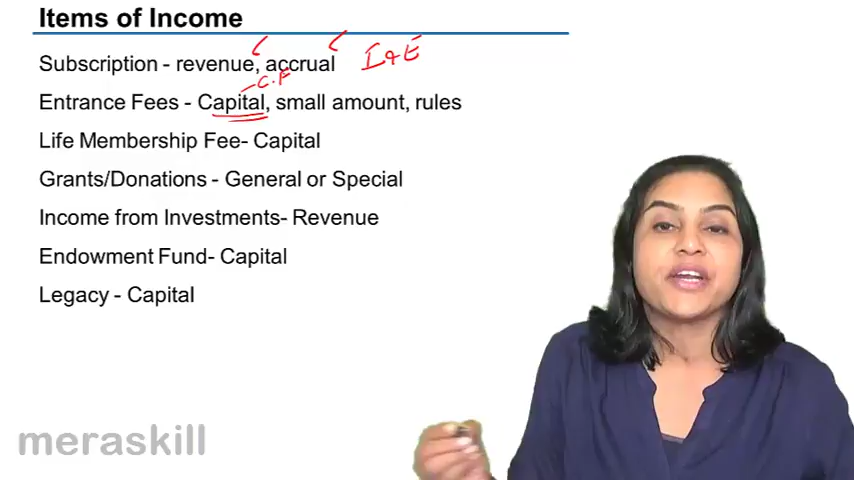 Items of Income
Subscription - revenue, accrual I & E
C.F
Entrance Fees - Capital, small amount, rules
Life Membership Fee- Capital
Grants/Donations - General or Special
Income from Investments- Revenue
Endowment Fund- Capital
Legacy - Capital
meraskill